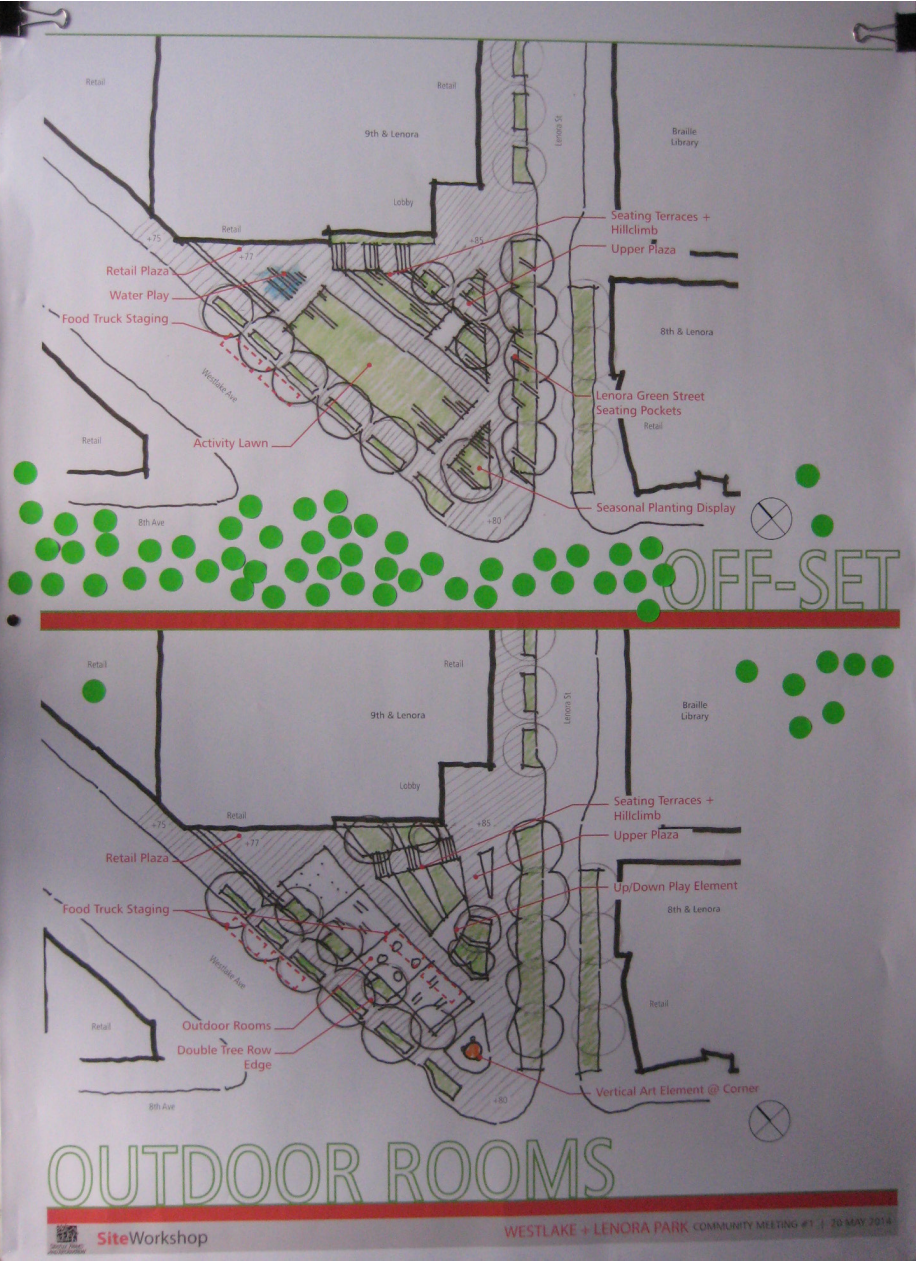 Retail
Retail
9th & Lenora
Lenora St
Braille
Library
Lobby
Retail
+75
+77
+85
Seating Terraces +
Hillclimb
Upper Plaza
Retail Plaza
Water Play
Food Truck Staging
8th & Lenora
Westlake Ave
Lenora Green Street
Seating Pockets
Retail
Retail
Activity Lawn
Seasonal Planting Display
8th Ave
+80
OFF-SET
Retail
Retail
9th & Lenora
Lenora St
Braille
Library
Lobby
Retail
+75
+77
+85
Seating Terraces +
Hillclimb
Upper Plaza
Retail Plaza
Up/Down Play Element
Food Truck Staging
8th & Lenora
Westlake Ave
Retail
Retail
Outdoor Rooms
Double Tree Row
Edge
Vertical Art Element @ Corner
8th Ave
+80
OUTDOOR ROOMS
SiteWorkshop
WESTLAKE + LENORA PARK COMMUNITY MEETING #1 | 20 MAY 2014